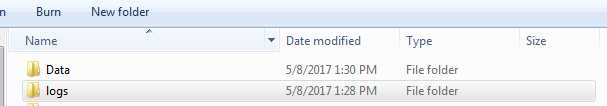 Burn New folder
Name Date modified Type Size
Data 5/8/2017 1:30 PM File folder
logs 5/8/2017 1:28 PM File folder